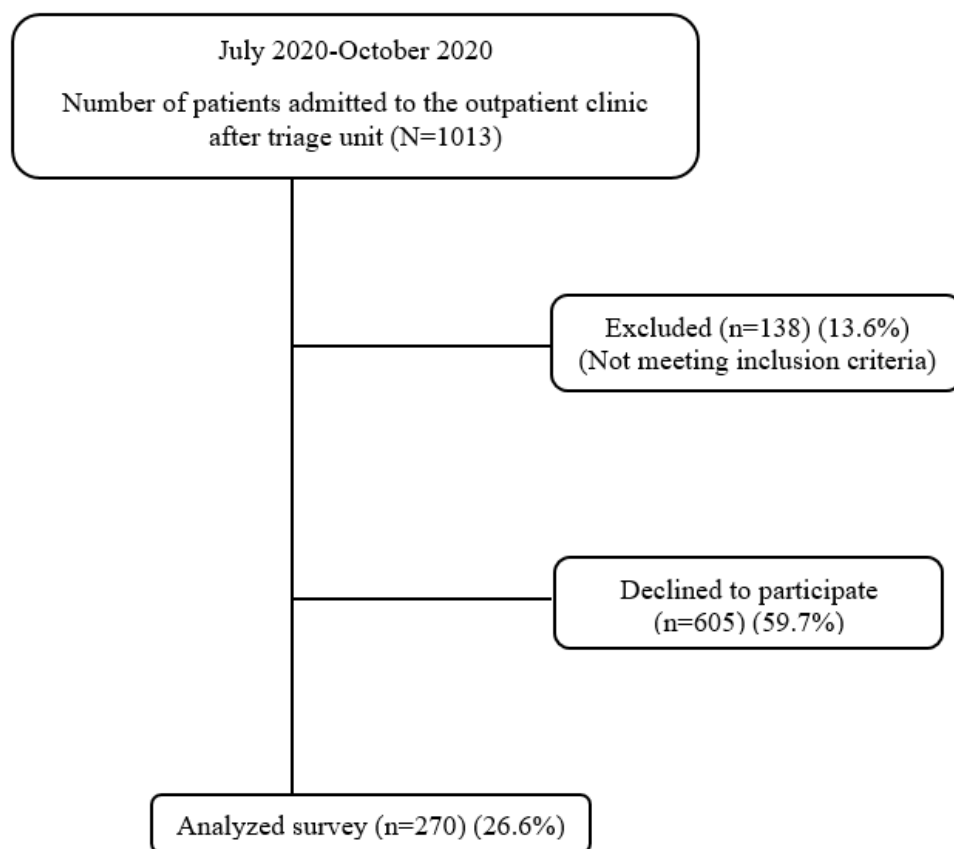 July 2020-October 2020
Number of patients admitted to the outpatient clinic
after triage unit (N=1013)
Excluded (n=138) (13.6%)
(Not meeting inclusion criteria)
Declined to participate
(n=605) (59.7%)
Analyzed survey (n=270) (26.6%)